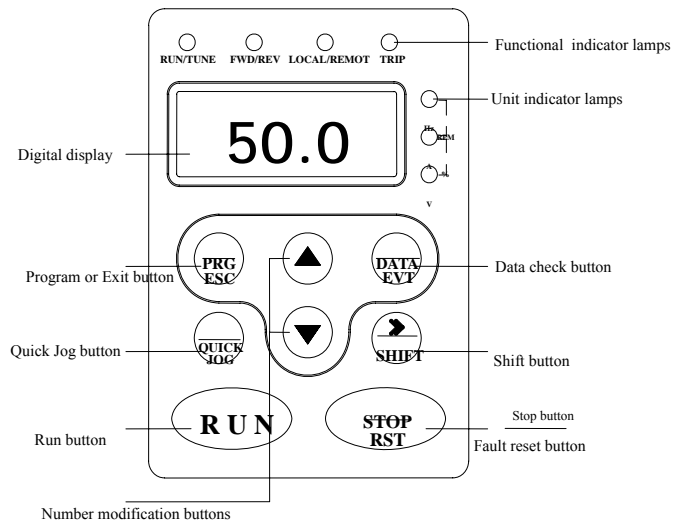 RUN/TUNE FWD/REV LOCAL/REMOT TRIP
Functional indicator lamps
Unit indicator lamps
Hz
RPM
A
%
V
50.0
Digital display
PRG
ESC
DATA
EVT
Program or Exit button
Data check button
QUICK
JOG
SHIFT
Quick Jog button
Shift button
RUN
STOP
RST
Stop button
Run button
Fault reset button
Number modification buttons